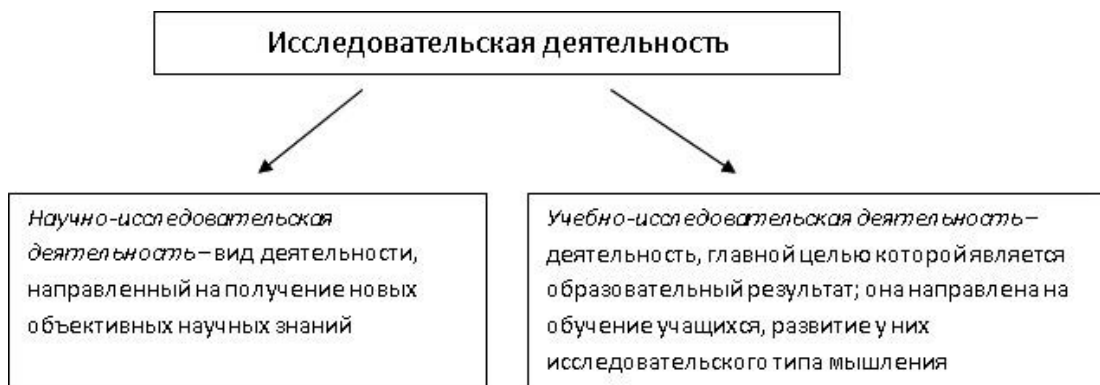 Исследовательская деятельность
Научно-исследовательская
деятельность – вид деятельности,
направленный на получение новых
объективных научных знаний
Учебно-исследовательская деятельность –
деятельность, главной целью которой является
образовательный результат; она направлена на
обучение учащихся, развитие у них
исследовательского типа мышления